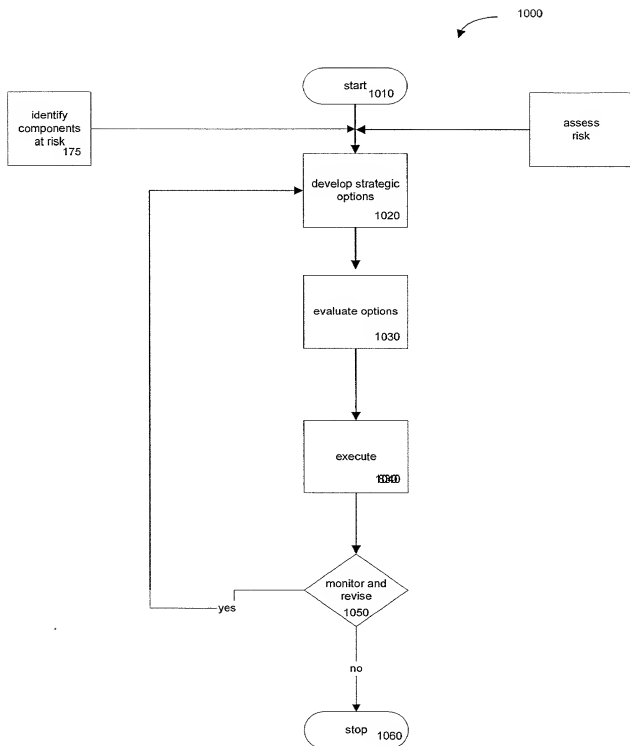 1000
start
1010
identify
components
at risk
175
assess
risk
develop strategic
options
1020
evaluate options
1030
execute
monitor and
revise
1050
yes
no
stop
1060